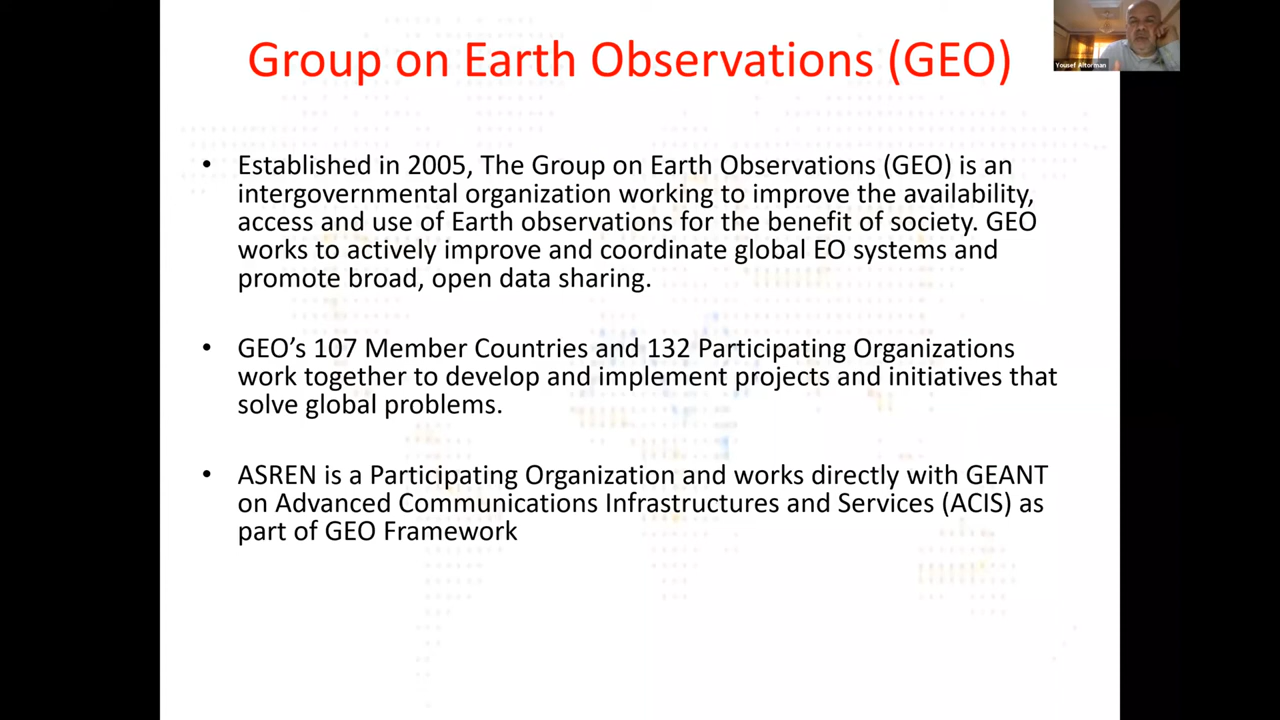 Group on Earth Observations (GEO)
Yousef Altorman
• Established in 2005, The Group on Earth Observations (GEO) is an
intergovernmental organization working to improve the availability,
access and use of Earth observations for the benefit of society. GEO
works to actively improve and coordinate global EO systems and
promote broad, open data sharing.
• GEO’s 107 Member Countries and 132 Participating Organizations
work together to develop and implement projects and initiatives that
solve global problems.
• ASREN is a Participating Organization and works directly with GEANT
on Advanced Communications Infrastructures and Services (ACIS) as
part of GEO Framework